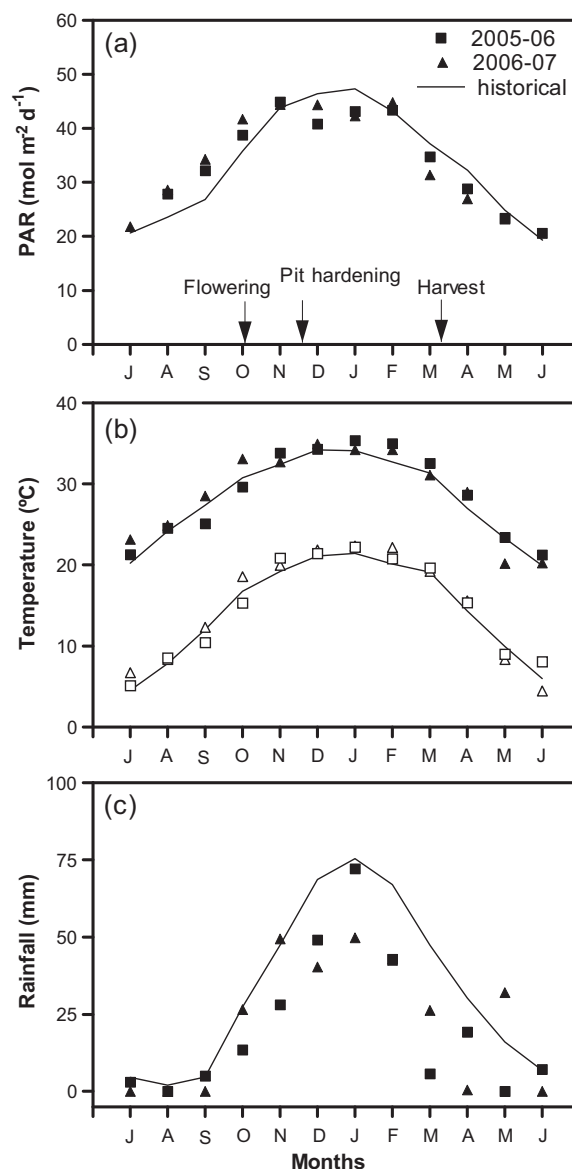 (a)
2005-06
2006-07
historical
PAR (mol m⁻² d⁻¹)
60
50
40
30
20
10
0
Flowering
Pit hardening
Harvest
J A S O N D J F M A M J
(b)
Temperature (ºC)
40
30
20
10
0
J A S O N D J F M A M J
(c)
Rainfall (mm)
100
75
50
25
0
J A S O N D J F M A M J
Months